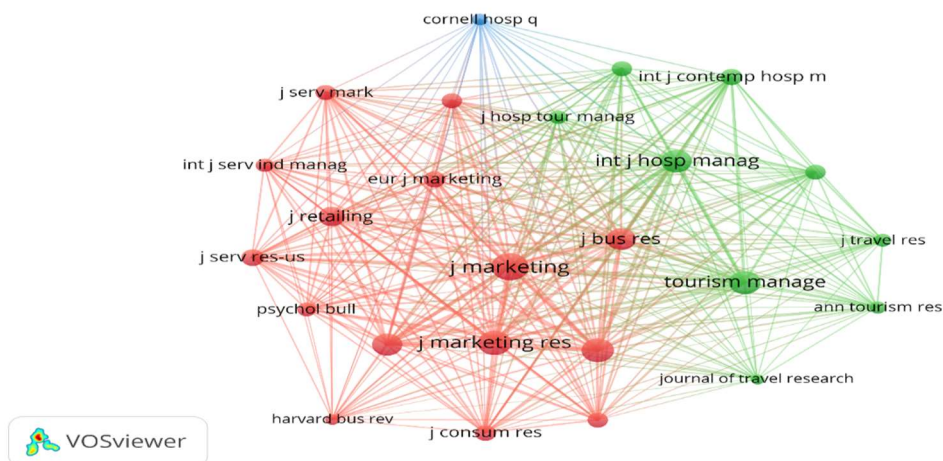 cornell hosp q
int j contemp hosp m
j serv mark
j hosp tour manag
int j serv ind manag
int j hosp manag
eur j marketing
j retailing
j bus res
j travel res
j serv res-us
j marketing
tourism manage
psychol bull
ann tourism res
j marketing res
journal of travel research
harvard bus rev
j consum res
VOSviewer